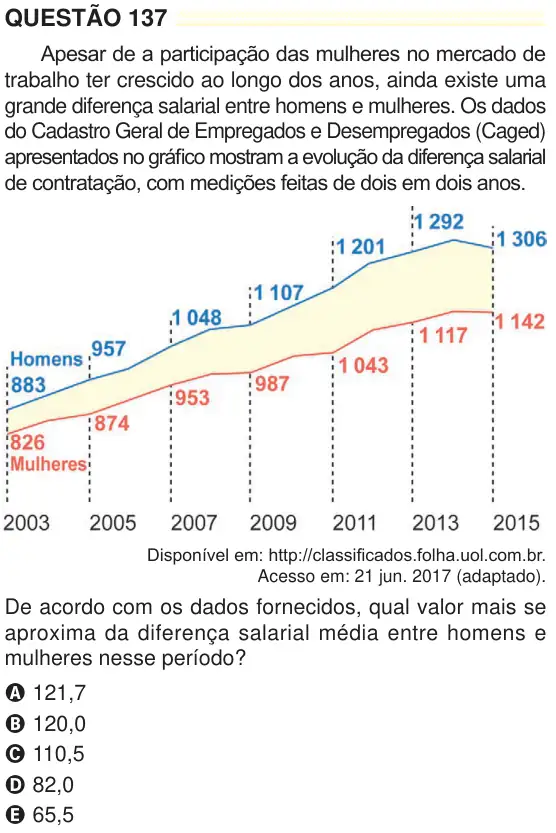 QUESTÃO 137
Apesar de a participação das mulheres no mercado de
trabalho ter crescido ao longo dos anos, ainda existe uma
grande diferença salarial entre homens e mulheres. Os dados
do Cadastro Geral de Empregados e Desempregados (Caged)
apresentados no gráfico mostram a evolução da diferença salarial
de contratação, com medições feitas de dois em dois anos.
1 292
1 306
1 201
1 107
1 048
957
Homens
883
1 142
1 117
1 043
987
953
874
826
Mulheres
2003 2005 2007 2009 2011 2013 2015
Disponível em: http://classificados.folha.uol.com.br.
Acesso em: 21 jun. 2017 (adaptado).
De acordo com os dados fornecidos, qual valor mais se
aproxima da diferença salarial média entre homens e
mulheres nesse período?
A 121,7
B 120,0
C 110,5
D 82,0
E 65,5